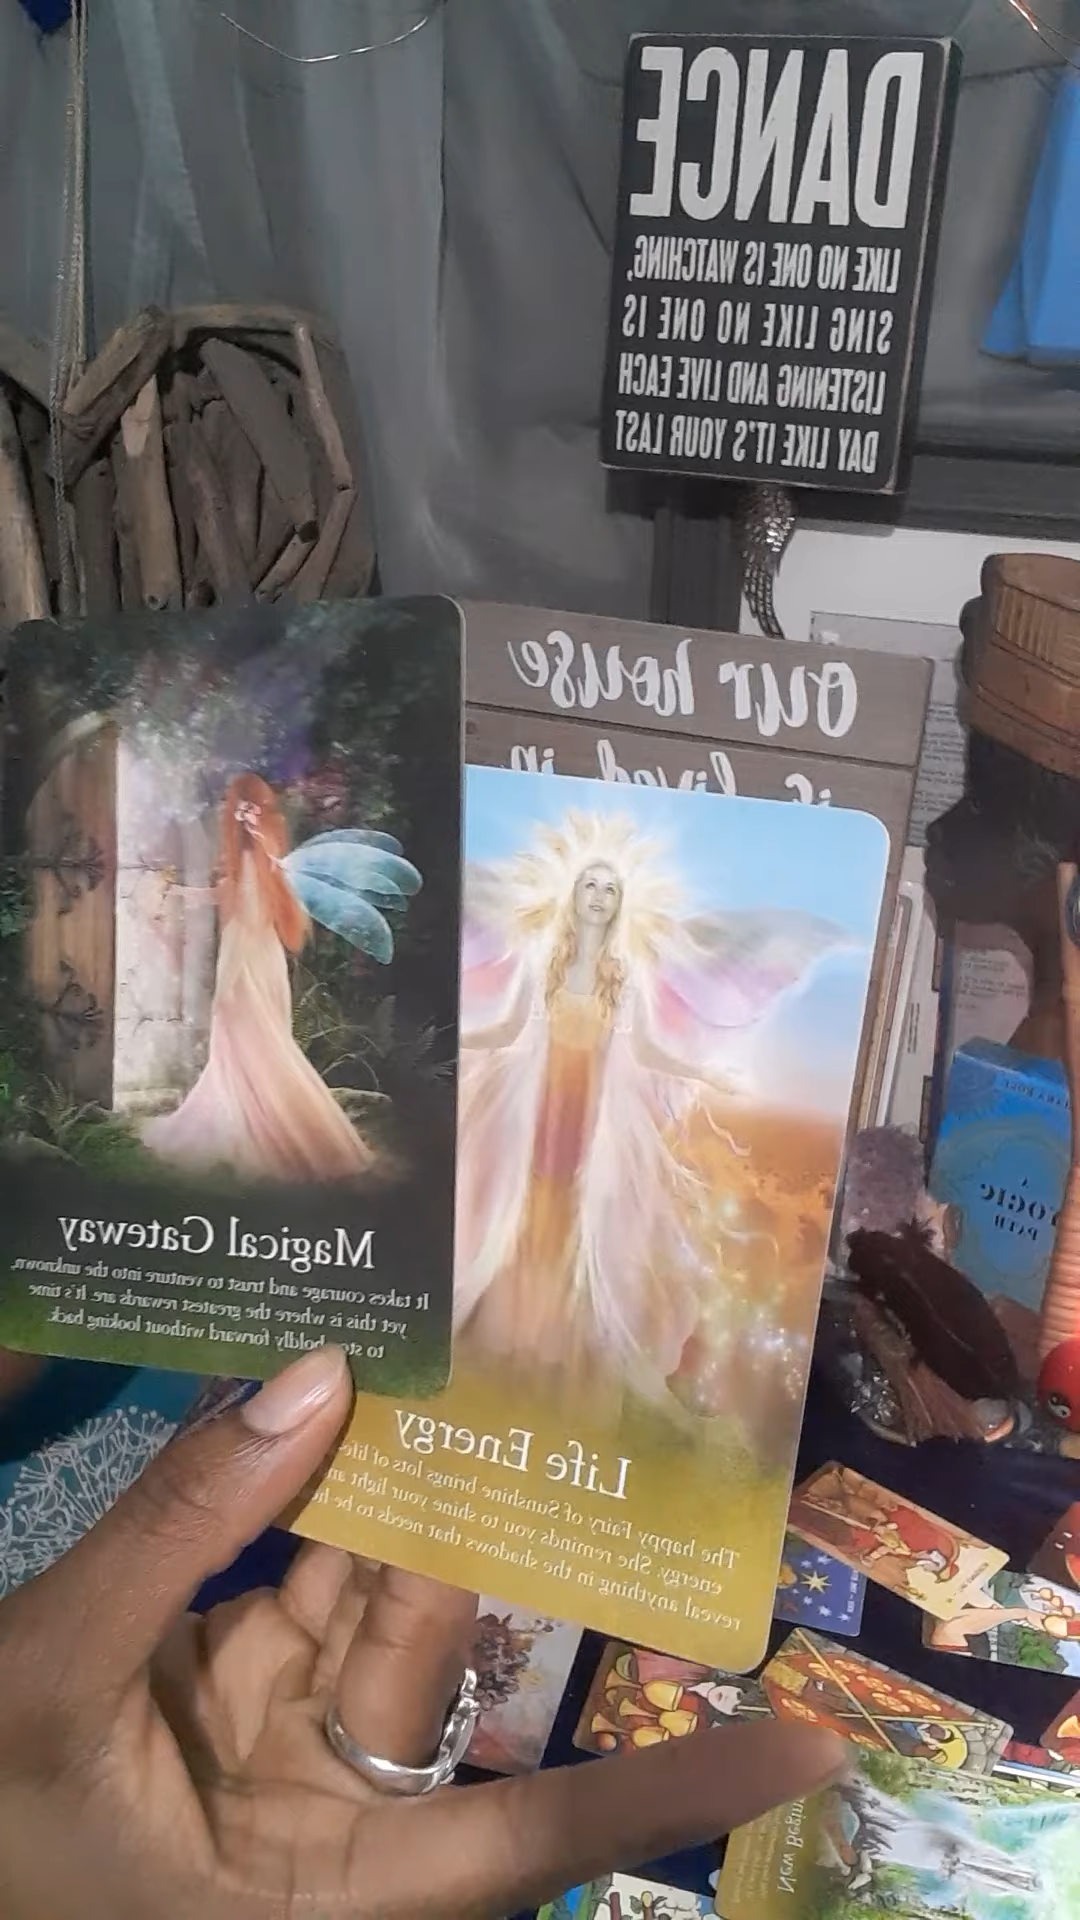 DANCE
LIKE NO ONE IS WATCHING,
SING LIKE NO ONE IS
LISTENING AND LIVE EACH
DAY LIKE IT'S YOUR LAST
our house
is lived in
Magical Gateway
It takes courage and trust to venture into the unknown,
yet this is where the greatest rewards are. It's time
to boldly forward without looking back.
Life Energy
The happy Fairy of Sunshine brings lots of life
energy. She reminds you to shine your light
reveal anything in the shadows that needs to be
PATH
New